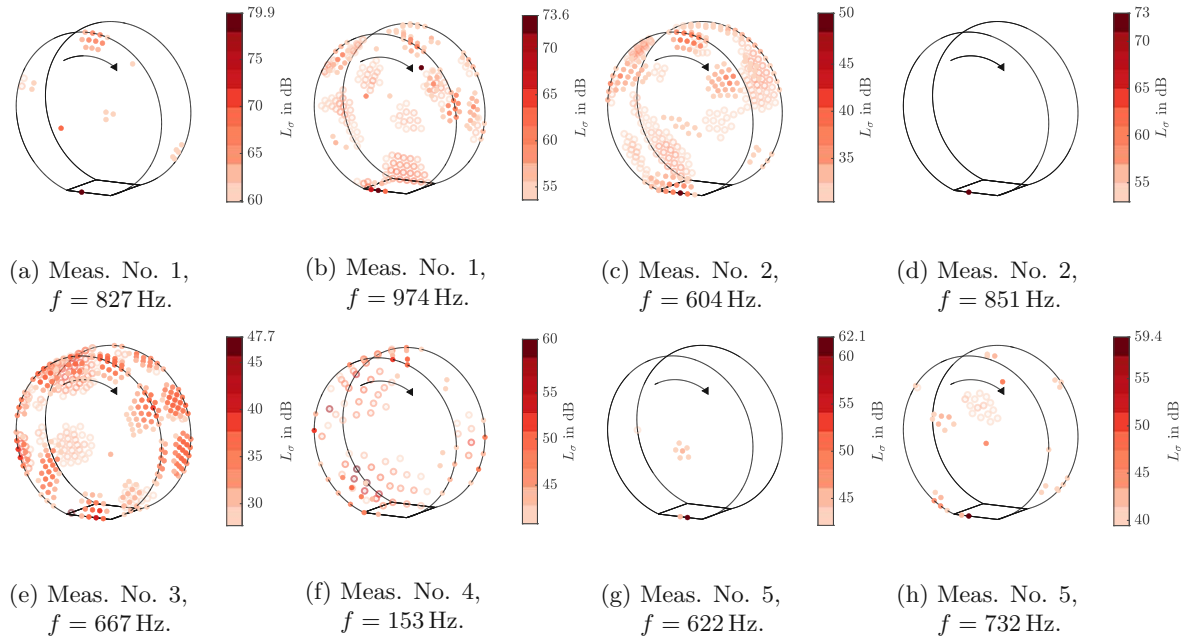 79.9
75
70
65
60
L_σ in dB
73.6
70
65
60
55
L_σ in dB
50
45
40
35
L_σ in dB
73
70
65
60
55
L_σ in dB
(a) Meas. No. 1,
f = 827 Hz.
(b) Meas. No. 1,
f = 974 Hz.
(c) Meas. No. 2,
f = 604 Hz.
(d) Meas. No. 2,
f = 851 Hz.
47.7
45
40
35
30
L_σ in dB
60
55
50
45
L_σ in dB
62.1
60
55
50
45
L_σ in dB
59.4
55
50
45
40
L_σ in dB
(e) Meas. No. 3,
f = 667 Hz.
(f) Meas. No. 4,
f = 153 Hz.
(g) Meas. No. 5,
f = 622 Hz.
(h) Meas. No. 5,
f = 732 Hz.